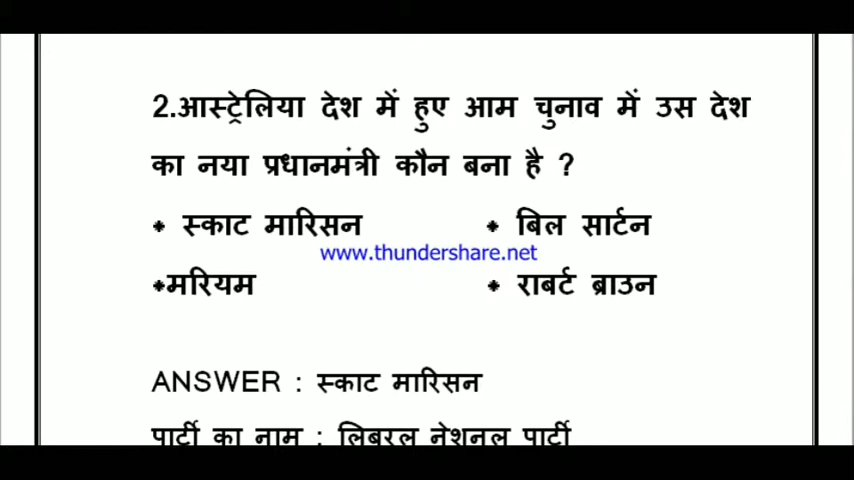 2.आस्ट्रेलिया देश में हुए आम चुनाव में उस देश
का नया प्रधानमंत्री कौन बना है ?
* स्काट मारिसन * बिल सार्टन
www.thundershare.net
*मरियम * राबर्ट ब्राउन
ANSWER : स्काट मारिसन
पार्टी का नाम : लिबरल नेशनल पार्टी